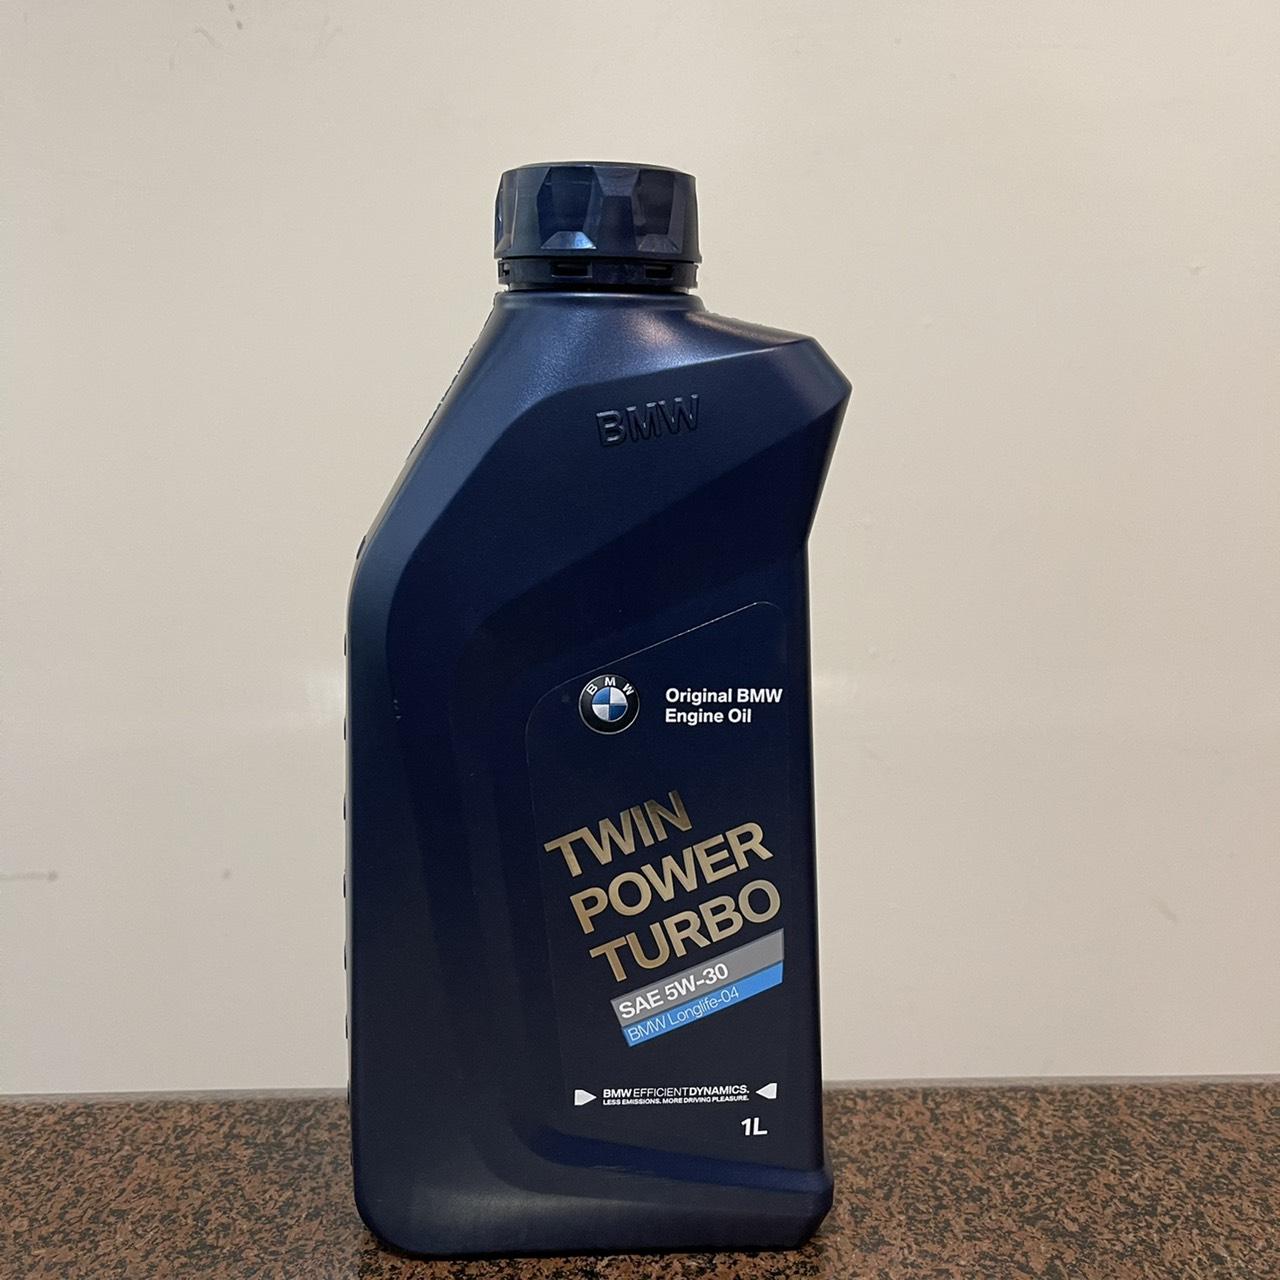 BMW
BMW
Original BMW
Engine Oil
TWIN
POWER
TURBO
SAE 5W-30
BMW Longlife-04
BMW EFFICIENTDYNAMICS.
LESS EMISSIONS. MORE DRIVING PLEASURE.
1L